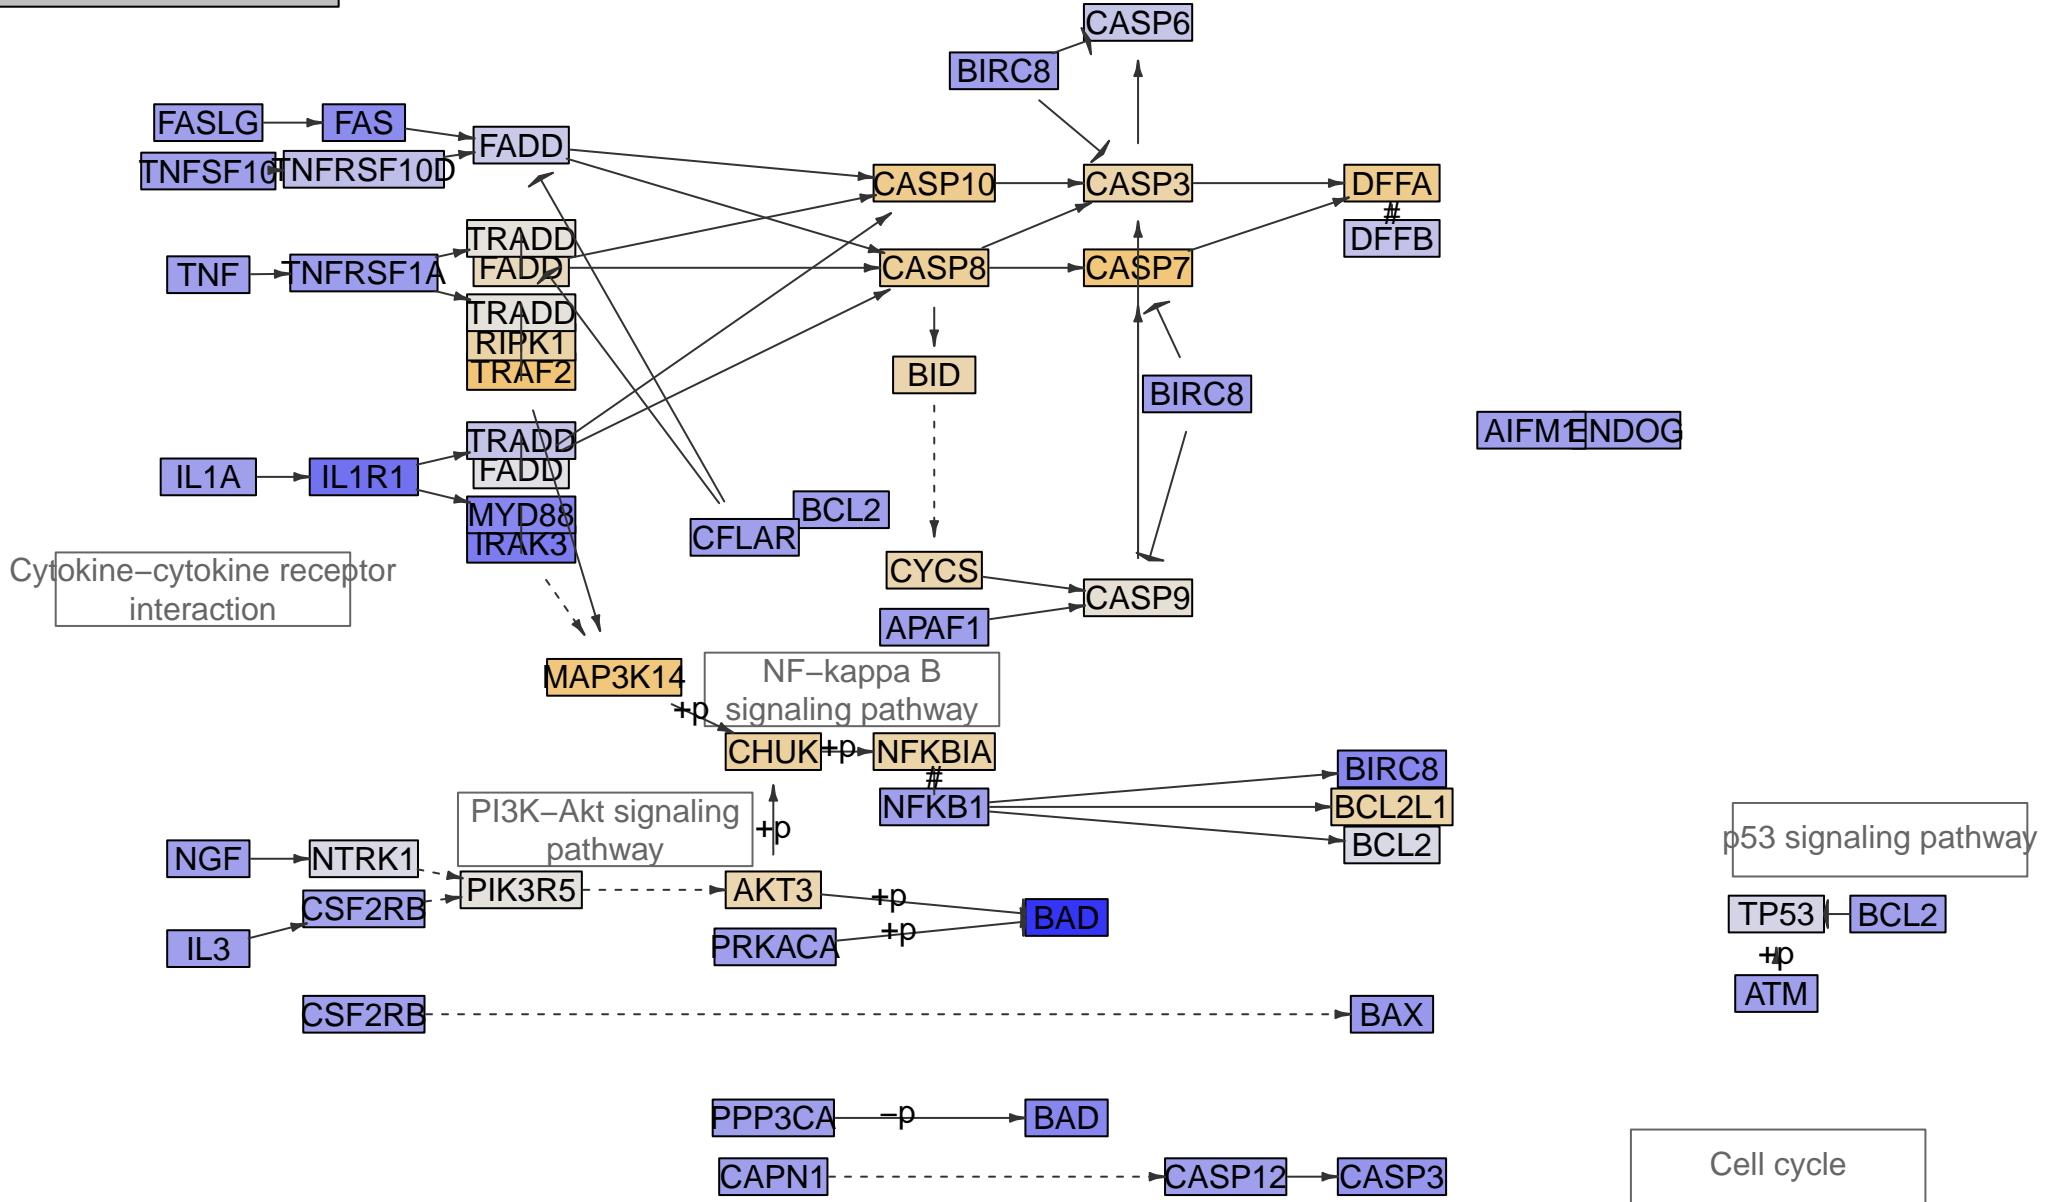 CASP6
BIRC8
FASLG
FAS
FADD
TNFSF10
TNFRSF10D
CASP10
CASP3
DFFA
#
DFFB
TRADD
FADD
TNF
TNFRSF1A
CASP8
CASP7
TRADD
RIPK1
TRAF2
BID
BIRC8
AIFM1
ENDOG
TRADD
FADD
IL1A
IL1R1
MYD88
IRAK3
BCL2
CFLAR
Cytokine–cytokine receptor
interaction
CYCS
CASP9
APAF1
MAP3K14
NF–kappa B
signaling pathway
+p
CHUK
+p
NFKBIA
#
NFKB1
BIRC8
BCL2L1
BCL2
PI3K–Akt signaling
pathway
+p
p53 signaling pathway
NGF
NTRK1
CSF2RB
PIK3R5
AKT3
+p
BAD
IL3
PRKACA
+p
TP53
BCL2
+p
ATM
CSF2RB
BAX
PPP3CA
–p
BAD
CAPN1
CASP12
CASP3
Cell cycle